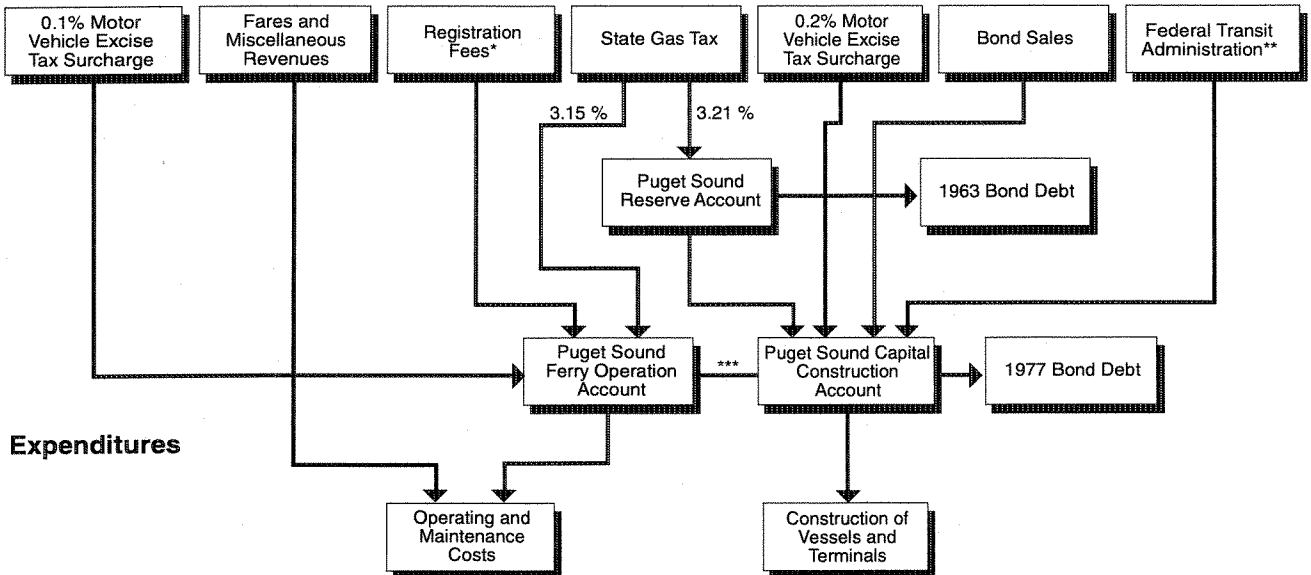 0.1% Motor
Vehicle Excise
Tax Surcharge
Fares and
Miscellaneous
Revenues
Registration
Fees*
State Gas Tax
0.2% Motor
Vehicle Excise
Tax Surcharge
Bond Sales
Federal Transit
Administration**
3.15 %
3.21 %
Puget Sound
Reserve Account
1963 Bond Debt
Puget Sound
Ferry Operation
Account
***
Puget Sound Capital
Construction
Account
1977 Bond Debt
Expenditures
Operating and
Maintenance
Costs
Construction of
Vessels and
Terminals